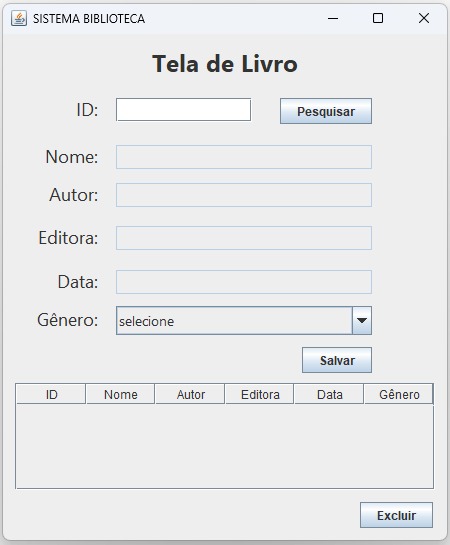 SISTEMA BIBLIOTECA
Tela de Livro
ID: Pesquisar
Nome:
Autor:
Editora:
Data:
Gênero: selecione
Salvar
ID Nome Autor Editora Data Gênero
Excluir